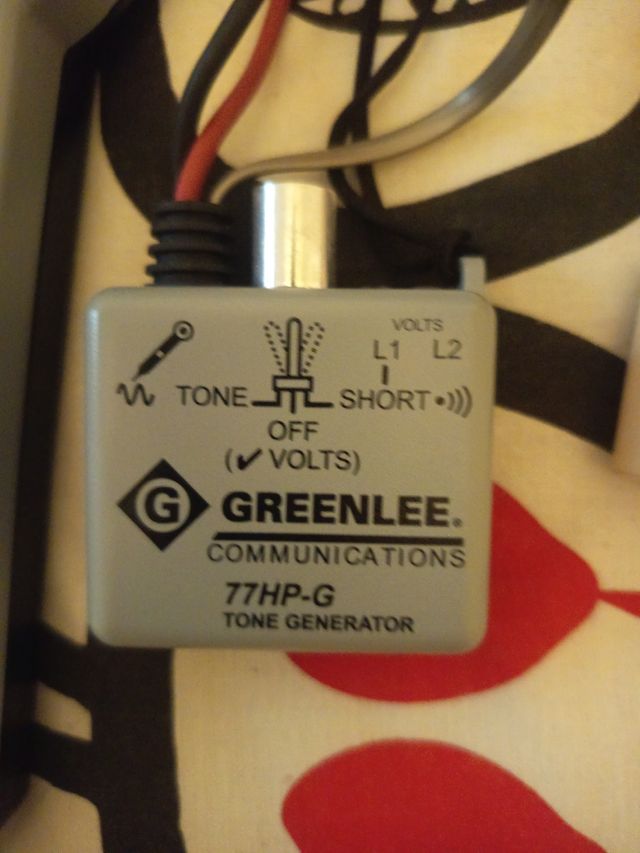 VOLTS
L1 L2
TONE SHORT
OFF
(✔ VOLTS)
G GREENLEE®
COMMUNICATIONS
77HP-G
TONE GENERATOR